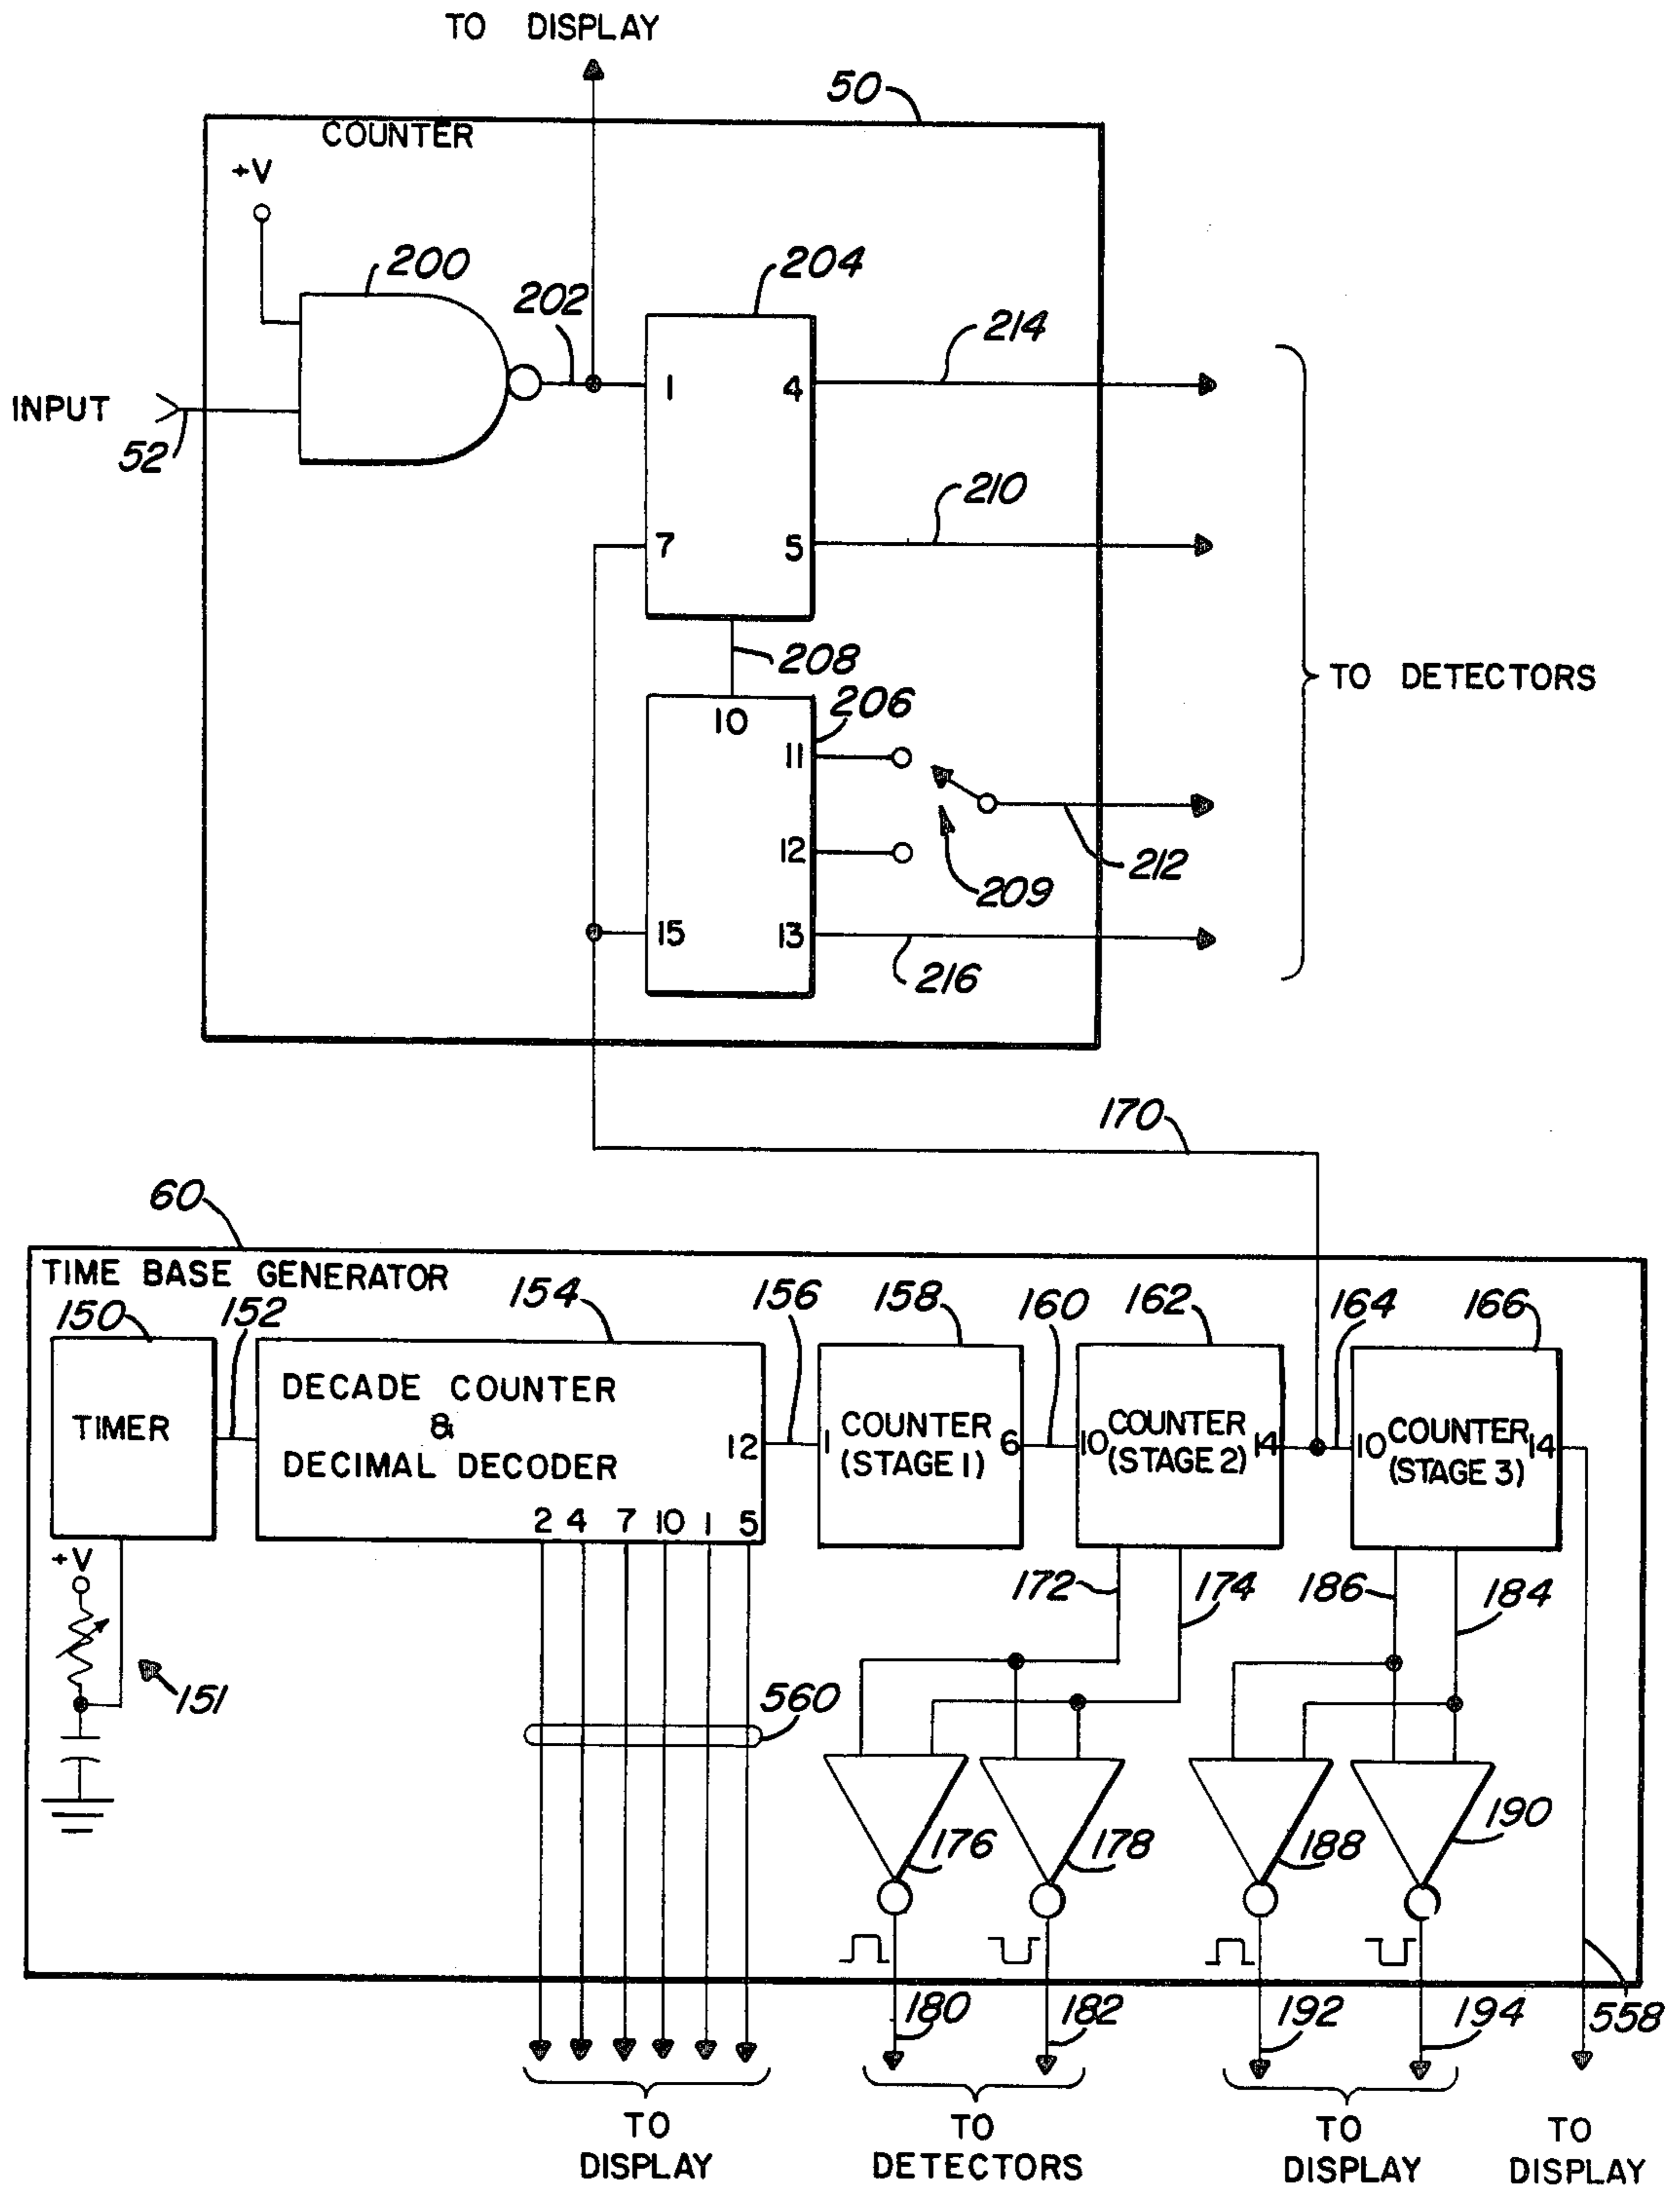 TO DISPLAY
50
COUNTER
+V
200
202
204
214
1
4
INPUT
52
210
7
5
208
TO DETECTORS
206
10
11
12
212
209
15
13
216
170
60
TIME BASE GENERATOR
150
152
154
156
158
160
162
164
166
TIMER
DECADE COUNTER
&
DECIMAL DECODER
12
1
COUNTER
(STAGE 1)
6
10
COUNTER
(STAGE 2)
14
10
COUNTER
(STAGE 3)
14
2 4 7 10 1 5
+V
172
174
186
184
151
560
176
178
188
190
180
182
192
194
558
TO
DISPLAY
TO
DETECTORS
TO
DISPLAY
TO
DISPLAY